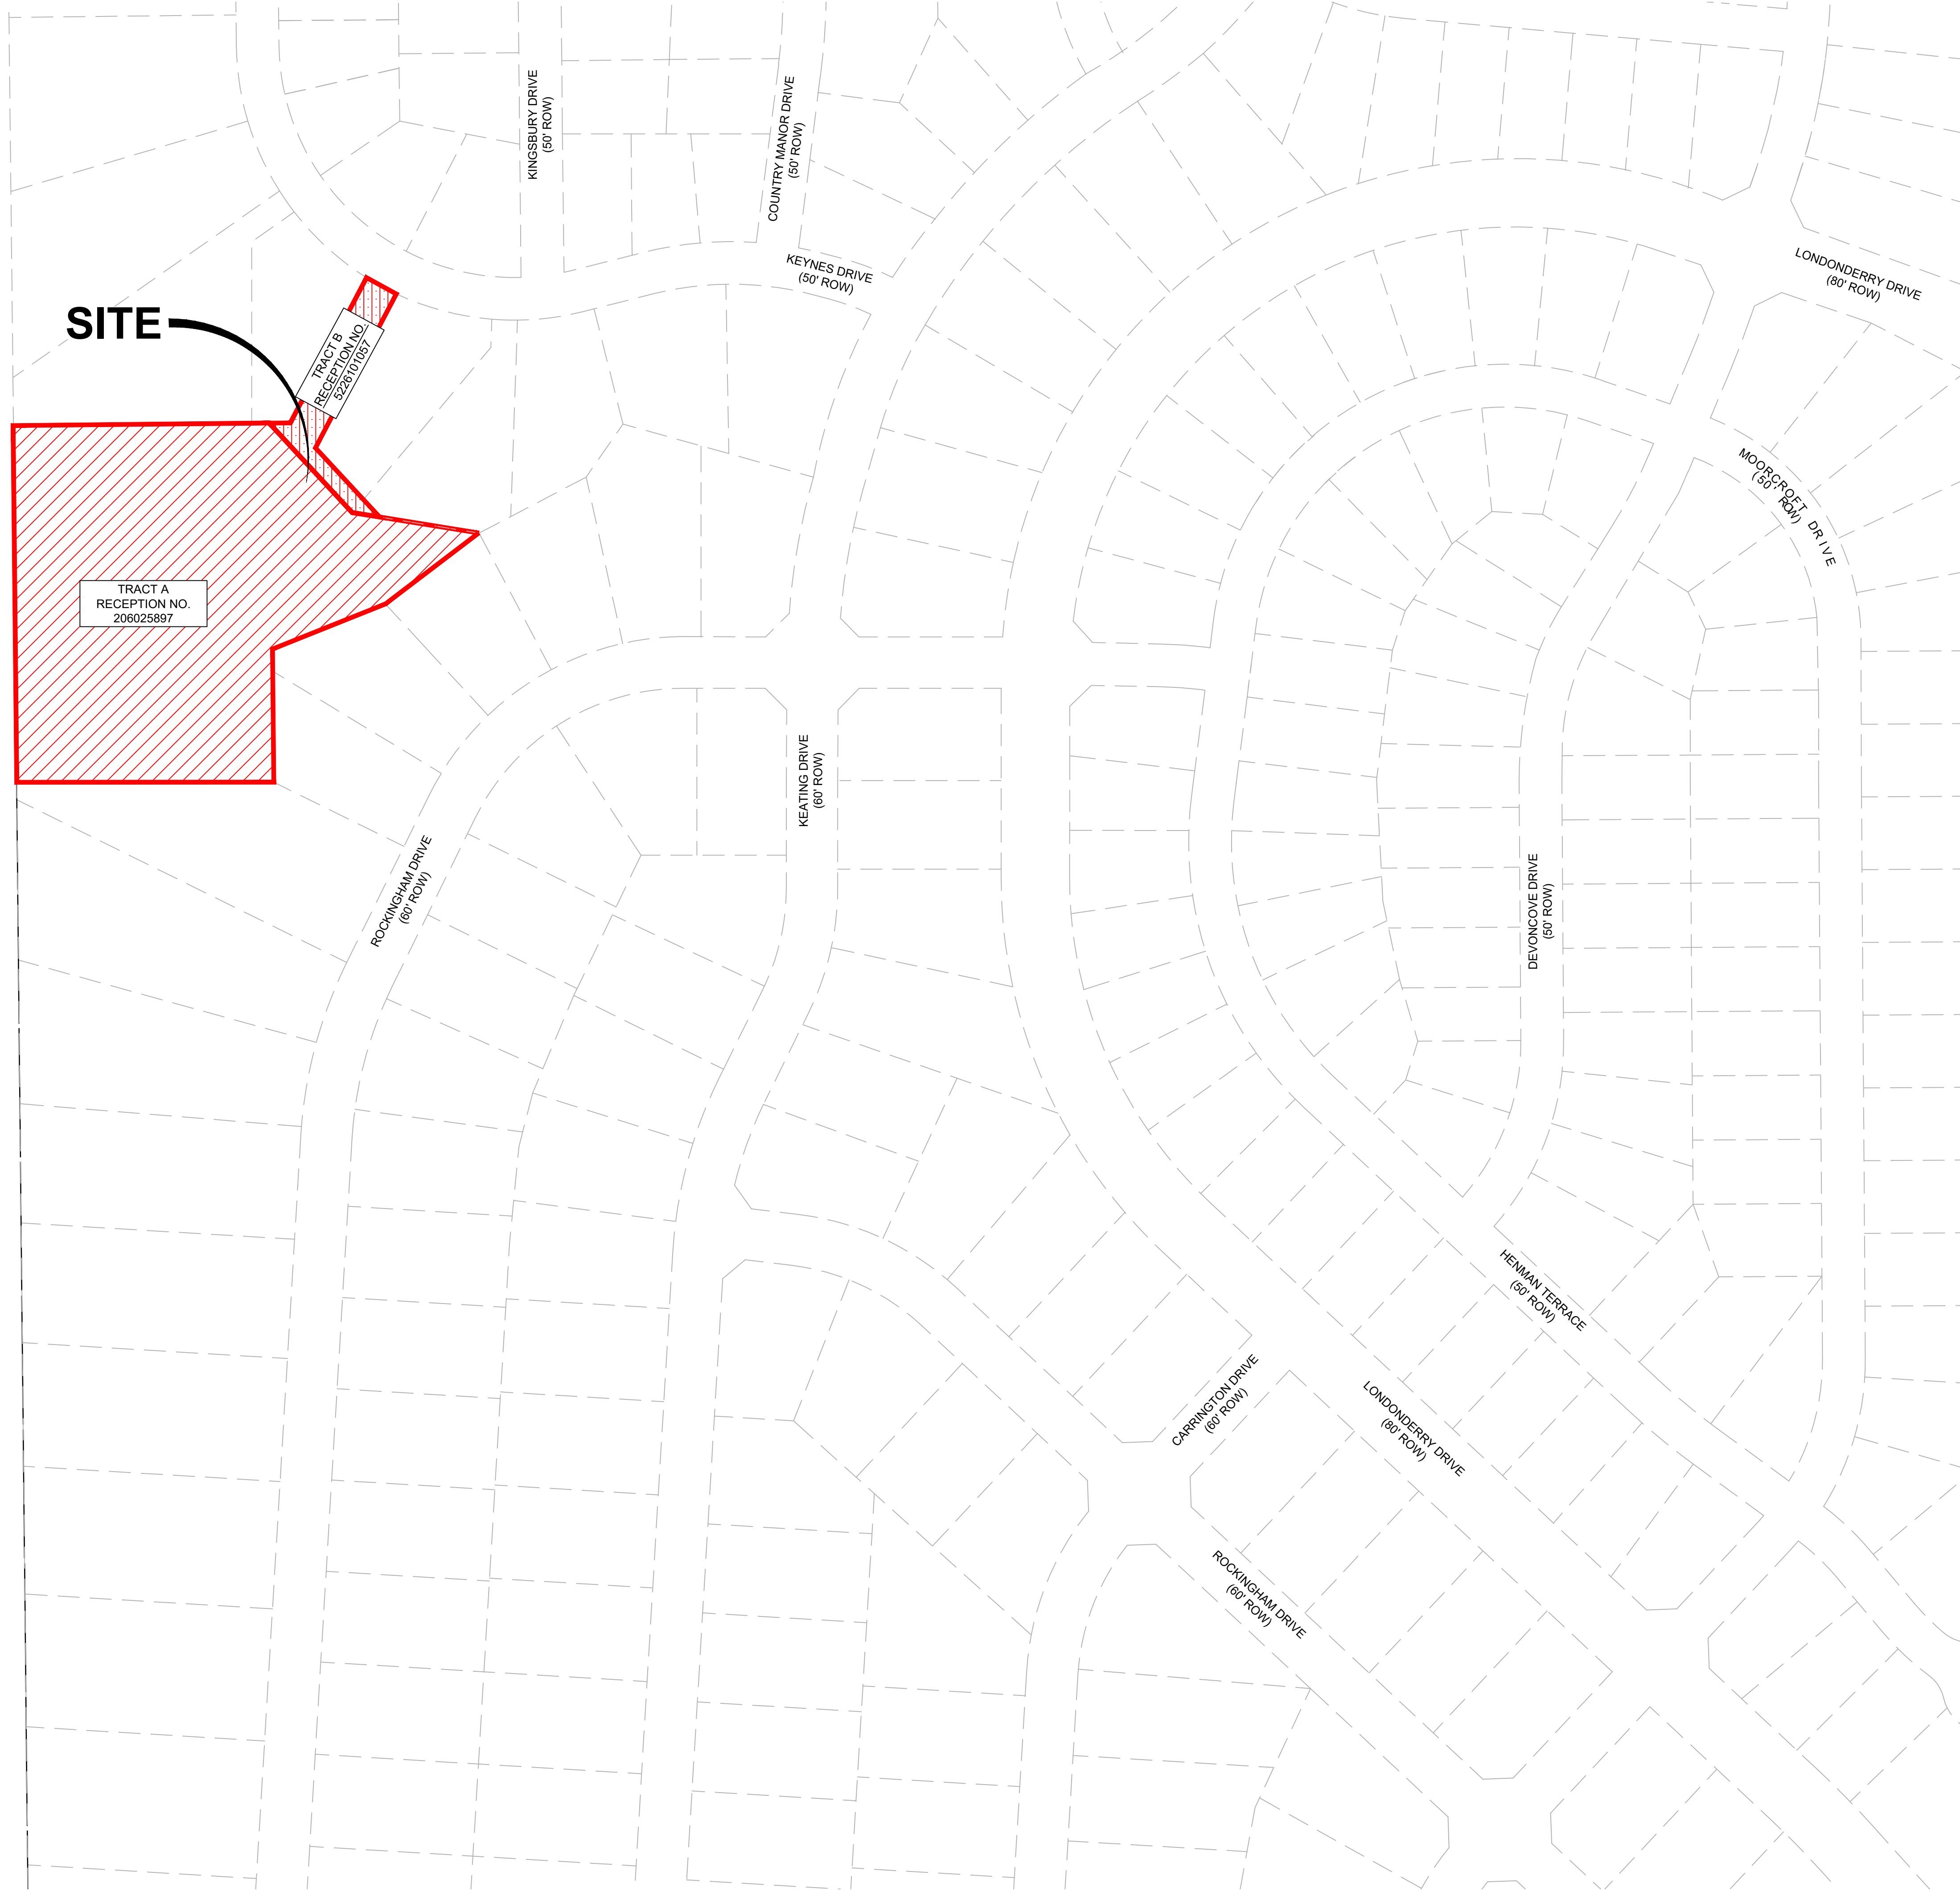 KINGSBURY DRIVE
(50' ROW)
COUNTRY MANOR DRIVE
(50' ROW)
KEYNES DRIVE
(50' ROW)
LONDONDERRY DRIVE
(80' ROW)
SITE
TRACT B
RECEPTION NO.
522610105​7
MOORCROFT DRIVE
(50' ROW)
TRACT A
RECEPTION NO.
206025897
KEATING DRIVE
(60' ROW)
ROCKINGHAM DRIVE
(60' ROW)
DEVONCOVE DRIVE
(50' ROW)
HENMAN TERRACE
(50' ROW)
CARRINGTON DRIVE
(60' ROW)
LONDONDERRY DRIVE
(80' ROW)
ROCKINGHAM DRIVE
(60' ROW)